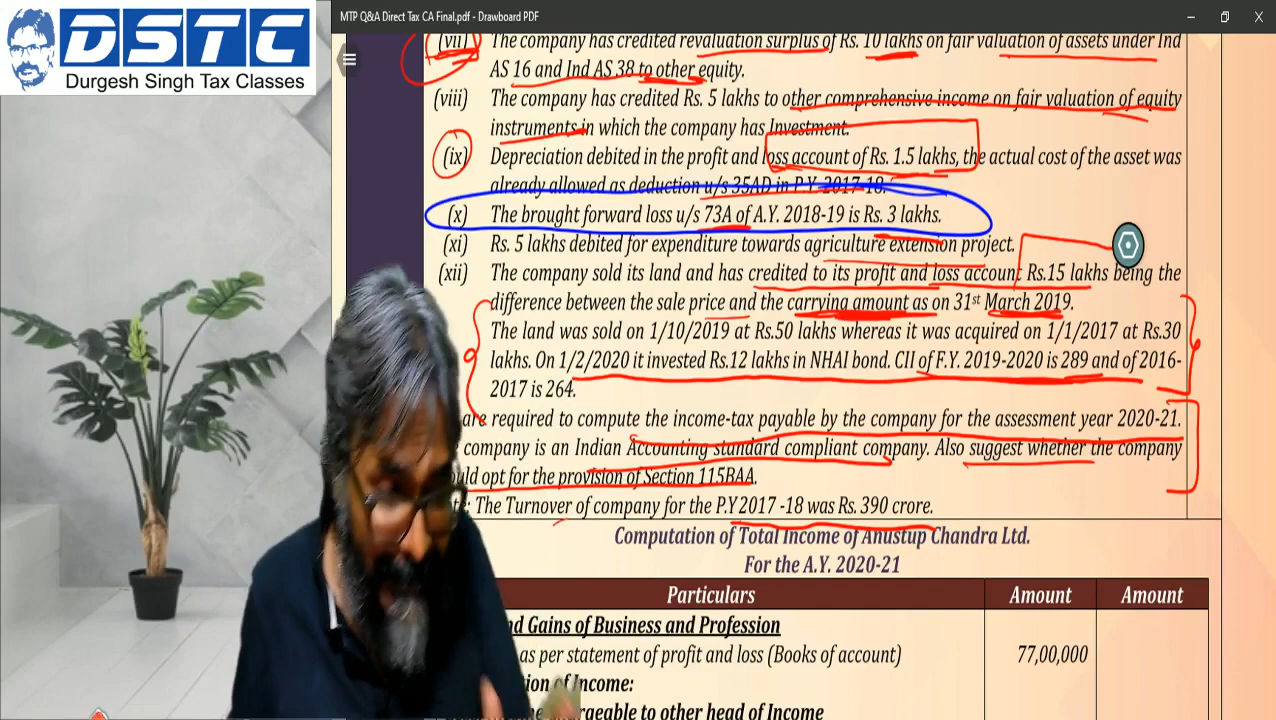 MTP Q&A Direct Tax CA Final.pdf - Drawboard PDF
DSTC
Durgesh Singh Tax Classes
(vii) The company has credited revaluation surplus of Rs. 10 lakhs on fair valuation of assets under Ind
AS 16 and Ind AS 38 to other equity.
(viii) The company has credited Rs. 5 lakhs to other comprehensive income on fair valuation of equity
instruments in which the company has Investment.
(ix) Depreciation debited in the profit and loss account of Rs. 1.5 lakhs, the actual cost of the asset was
already allowed as deduction u/s 35AD in P.Y. 2017-18.
(x) The brought forward loss u/s 73A of A.Y. 2018-19 is Rs. 3 lakhs.
(xi) Rs. 5 lakhs debited for expenditure towards agriculture extension project.
(xii) The company sold its land and has credited to its profit and loss account Rs.15 lakhs being the
difference between the sale price and the carrying amount as on 31st March 2019.
The land was sold on 1/10/2019 at Rs.50 lakhs whereas it was acquired on 1/1/2017 at Rs.30
lakhs. On 1/2/2020 it invested Rs.12 lakhs in NHAI bond. CII of F.Y. 2019-2020 is 289 and of 2016-
2017 is 264.
are required to compute the income-tax payable by the company for the assessment year 2020-21.
company is an Indian Accounting standard compliant company. Also suggest whether the company
opt for the provision of Section 115BAA.
The Turnover of company for the P.Y 2017 -18 was Rs. 390 crore.
Computation of Total Income of Anustup Chandra Ltd.
For the A.Y. 2020-21
Particulars Amount Amount
Gains of Business and Profession
as per statement of profit and loss (Books of account) 77,00,000
of Income:
to other head of Income